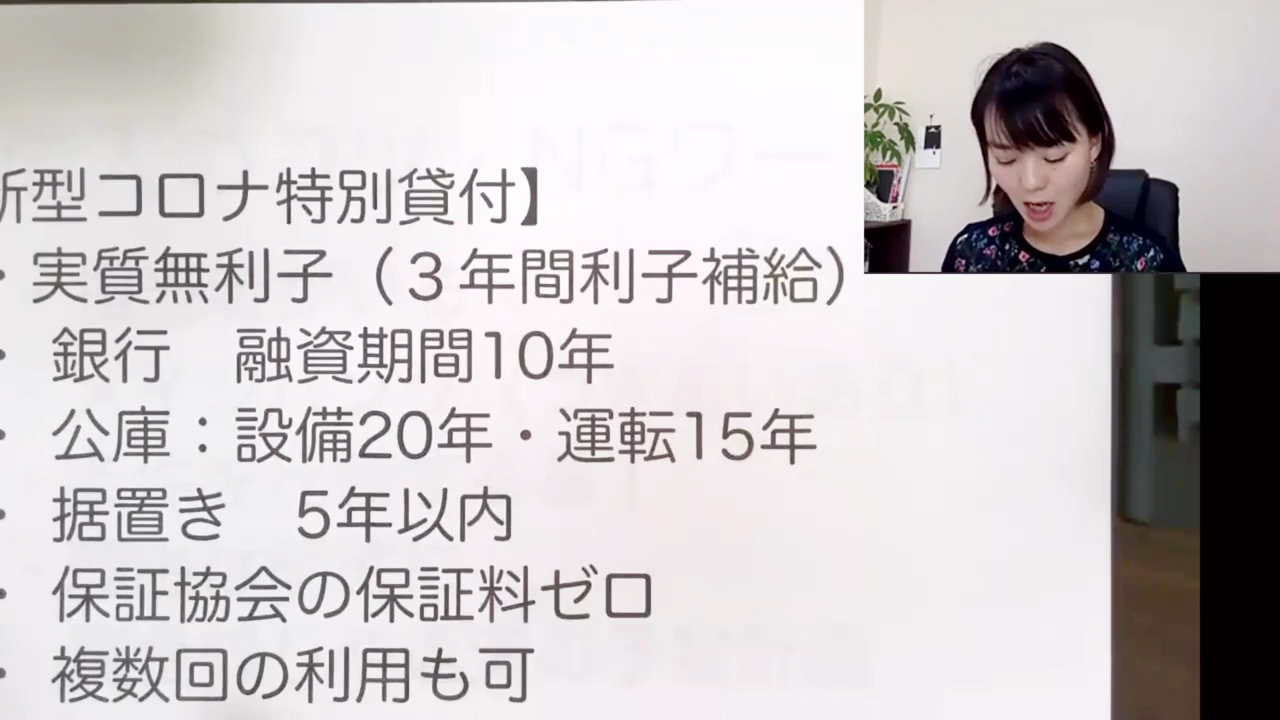 新型コロナ特別貸付】
・実質無利子（３年間利子補給）
・ 銀行　融資期間10年
・ 公庫：設備20年・運転15年
・ 据置き　5年以内
・ 保証協会の保証料ゼロ
・ 複数回の利用も可